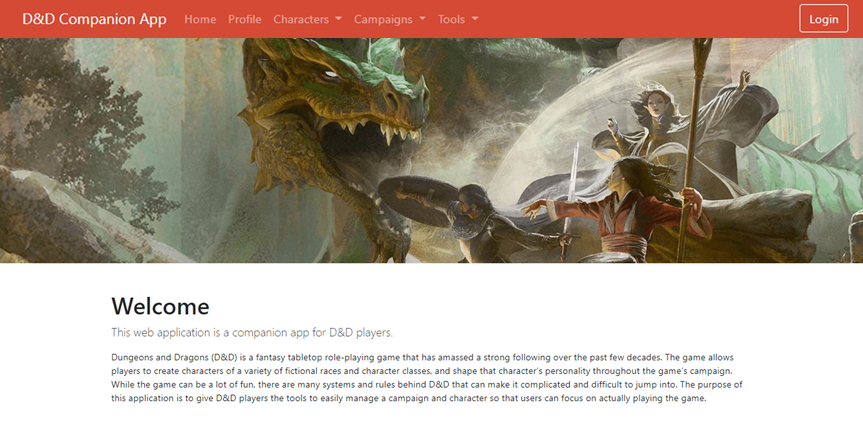 D&D Companion App Home Profile Characters Campaigns Tools Login
Welcome
This web application is a companion app for D&D players.
Dungeons and Dragons (D&D) is a fantasy tabletop role-playing game that has amassed a strong following over the past few decades. The game allows
players to create characters of a variety of fictional races and character classes, and shape that character's personality throughout the game's campaign.
While the game can be a lot of fun, there are many systems and rules behind D&D that can make it complicated and difficult to jump into. The purpose of
this application is to give D&D players the tools to easily manage a campaign and character so that users can focus on actually playing the game.